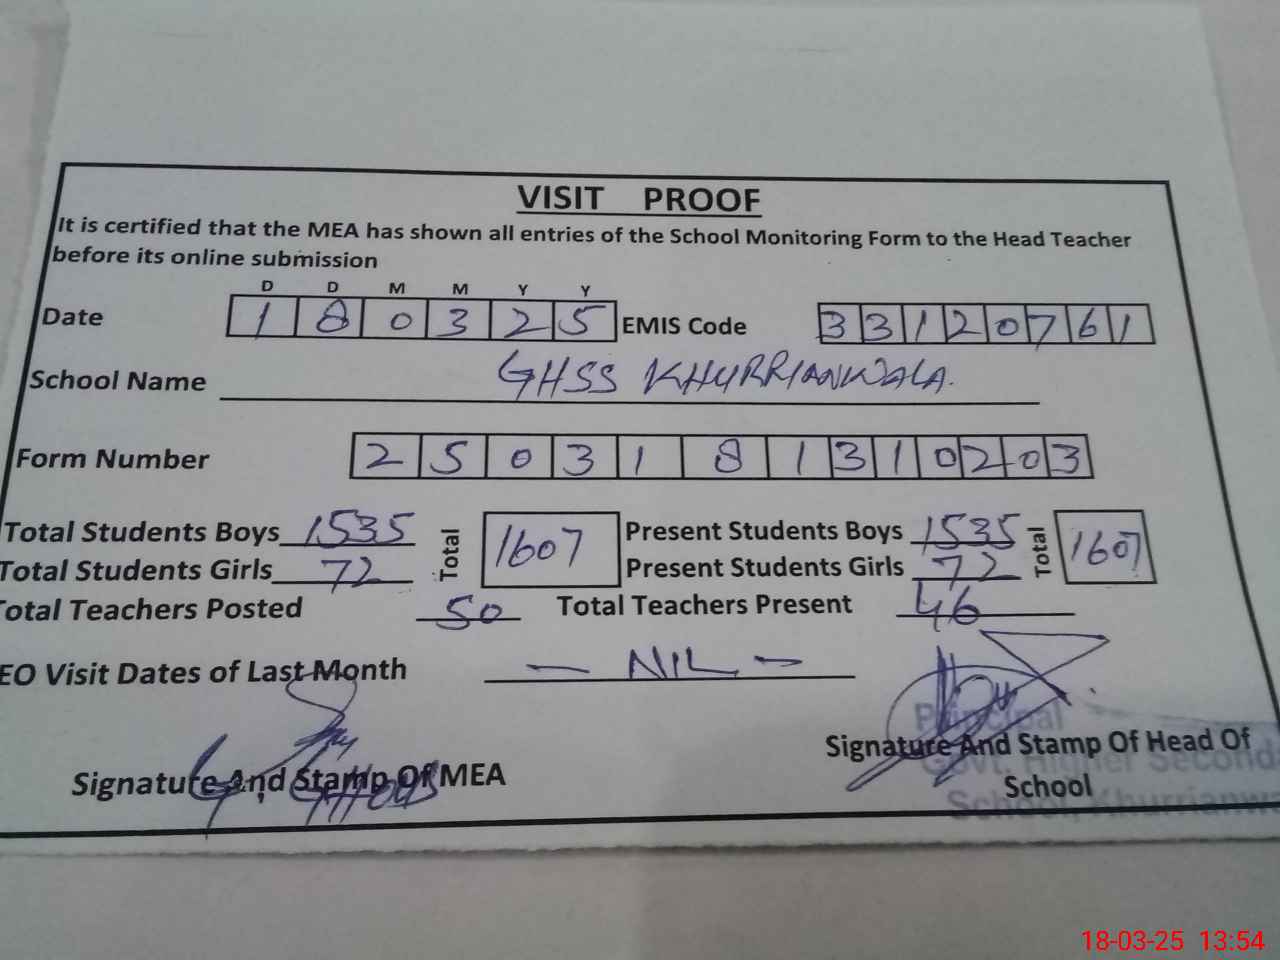 VISIT PROOF
It is certified that the MEA has shown all entries of the School Monitoring Form to the Head Teacher
before its online submission
D D M M Y Y
Date 1 8 0 3 2 5 EMIS Code 3 3 1 2 0 7 6 1
School Name GHSS KHURRIANWALA.
Form Number 2 5 0 3 1 8 1 3 1 0 2 0 3
Total Students Boys 1535 Total 1607 Present Students Boys 1535 Total 1607
Total Students Girls 72 Present Students Girls 72
otal Teachers Posted 50 Total Teachers Present 46
EO Visit Dates of Last Month - NIL -
Principal
Signature And Stamp Of Head Of
Govt. Higher Second
Signature And Stamp Of MEA
School
School, Khurrianwa
18-03-25 13:54